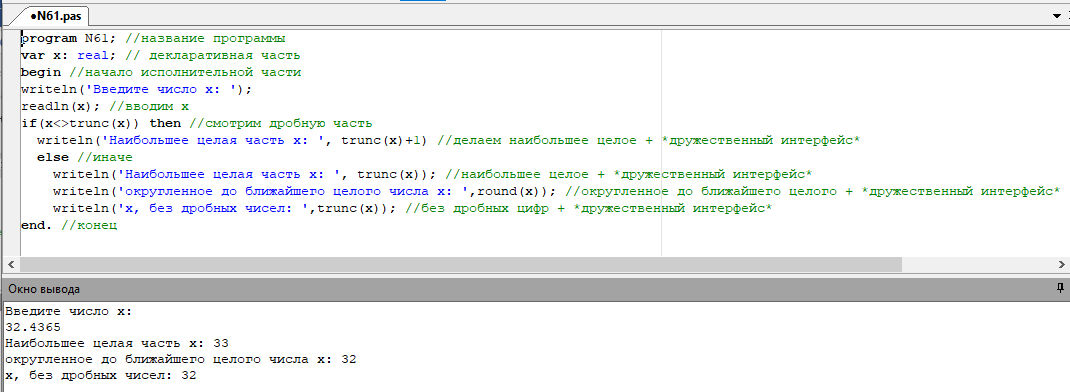 •N61.pas
program N61; //название программы
var x: real; // декларативная часть
begin //начало исполнительной части
writeln('Введите число x: ');
readln(x); //вводим x
if(x<>trunc(x)) then //смотрим дробную часть
writeln('Наибольшее целая часть x: ', trunc(x)+1) //делаем наибольшее целое + *дружественный интерфейс*
else //иначе
writeln('Наибольшее целая часть x: ', trunc(x)); //наибольшее целое + *дружественный интерфейс*
writeln('округленное до ближайшего целого числа x: ',round(x)); //округленное до ближайшего целого + *дружественный интерфейс*
writeln('x, без дробных чисел: ',trunc(x)); //без дробных цифр + *дружественный интерфейс*
end. //конец
Окно вывода
Введите число x:
32.4365
Наибольшее целая часть x: 33
округленное до ближайшего целого числа x: 32
x, без дробных чисел: 32